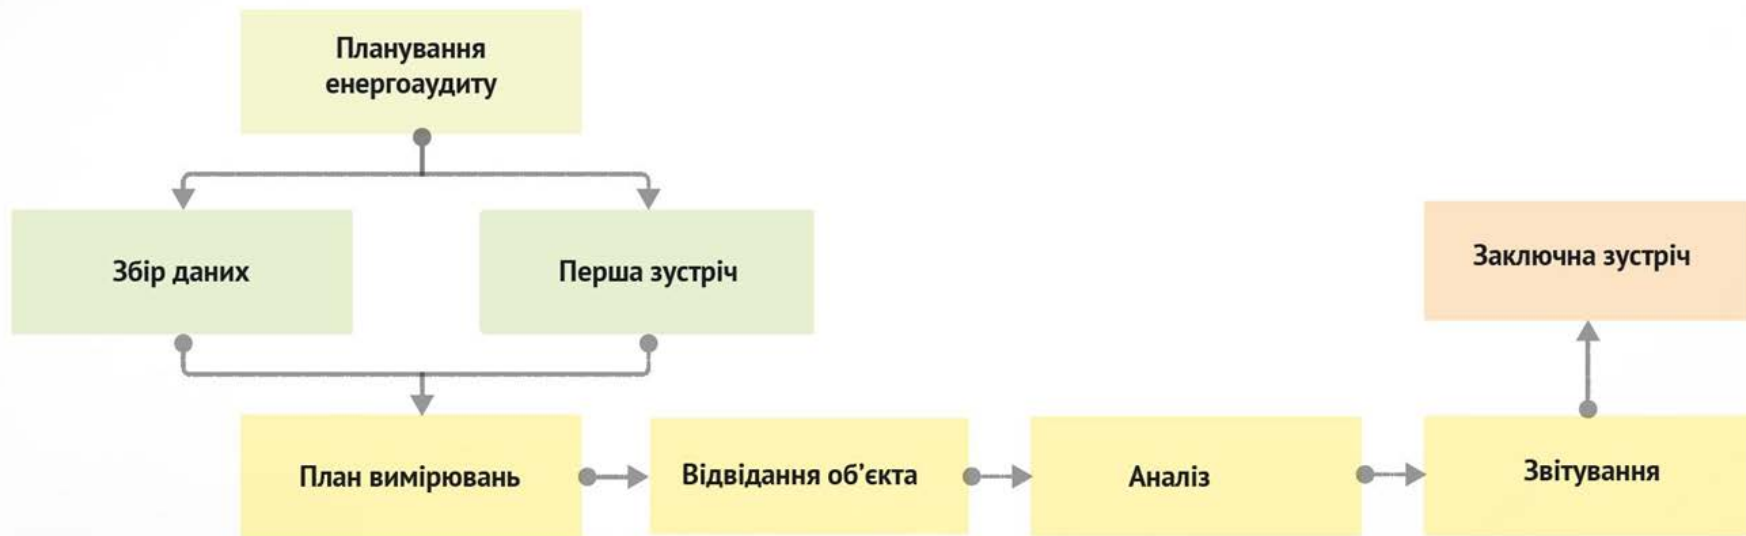 Планування
енергоаудиту
Збір даних
Перша зустріч
Заключна зустріч
План вимірювань
Відвідання об’єкта
Аналіз
Звітування